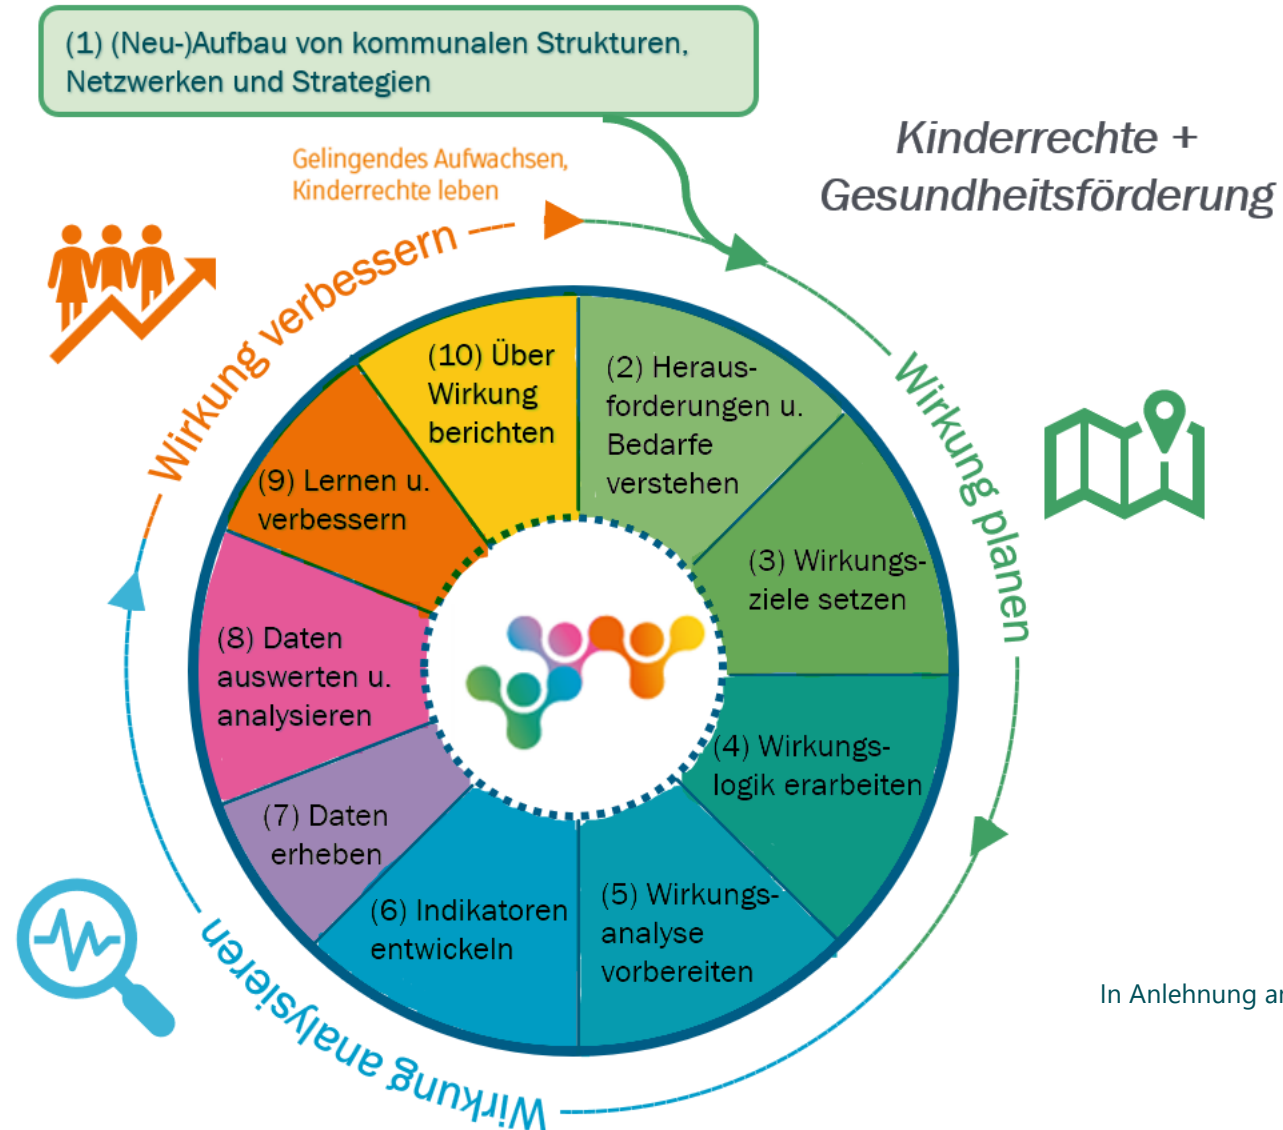 (1) (Neu-)Aufbau von kommunalen Strukturen,
Netzwerken und Strategien
Kinderrechte +
Gesundheitsförderung
Gelingendes Aufwachsen,
Kinderrechte leben
Wirkung verbessern
Wirkung planen
Wirkung analysieren
(2) Heraus-
forderungen u.
Bedarfe
verstehen
(3) Wirkungs-
ziele setzen
(4) Wirkungs-
logik erarbeiten
(5) Wirkungs-
analyse
vorbereiten
(6) Indikatoren
entwickeln
(7) Daten
erheben
(8) Daten
auswerten u.
analysieren
(9) Lernen u.
verbessern
(10) Über
Wirkung
berichten
In Anlehnung